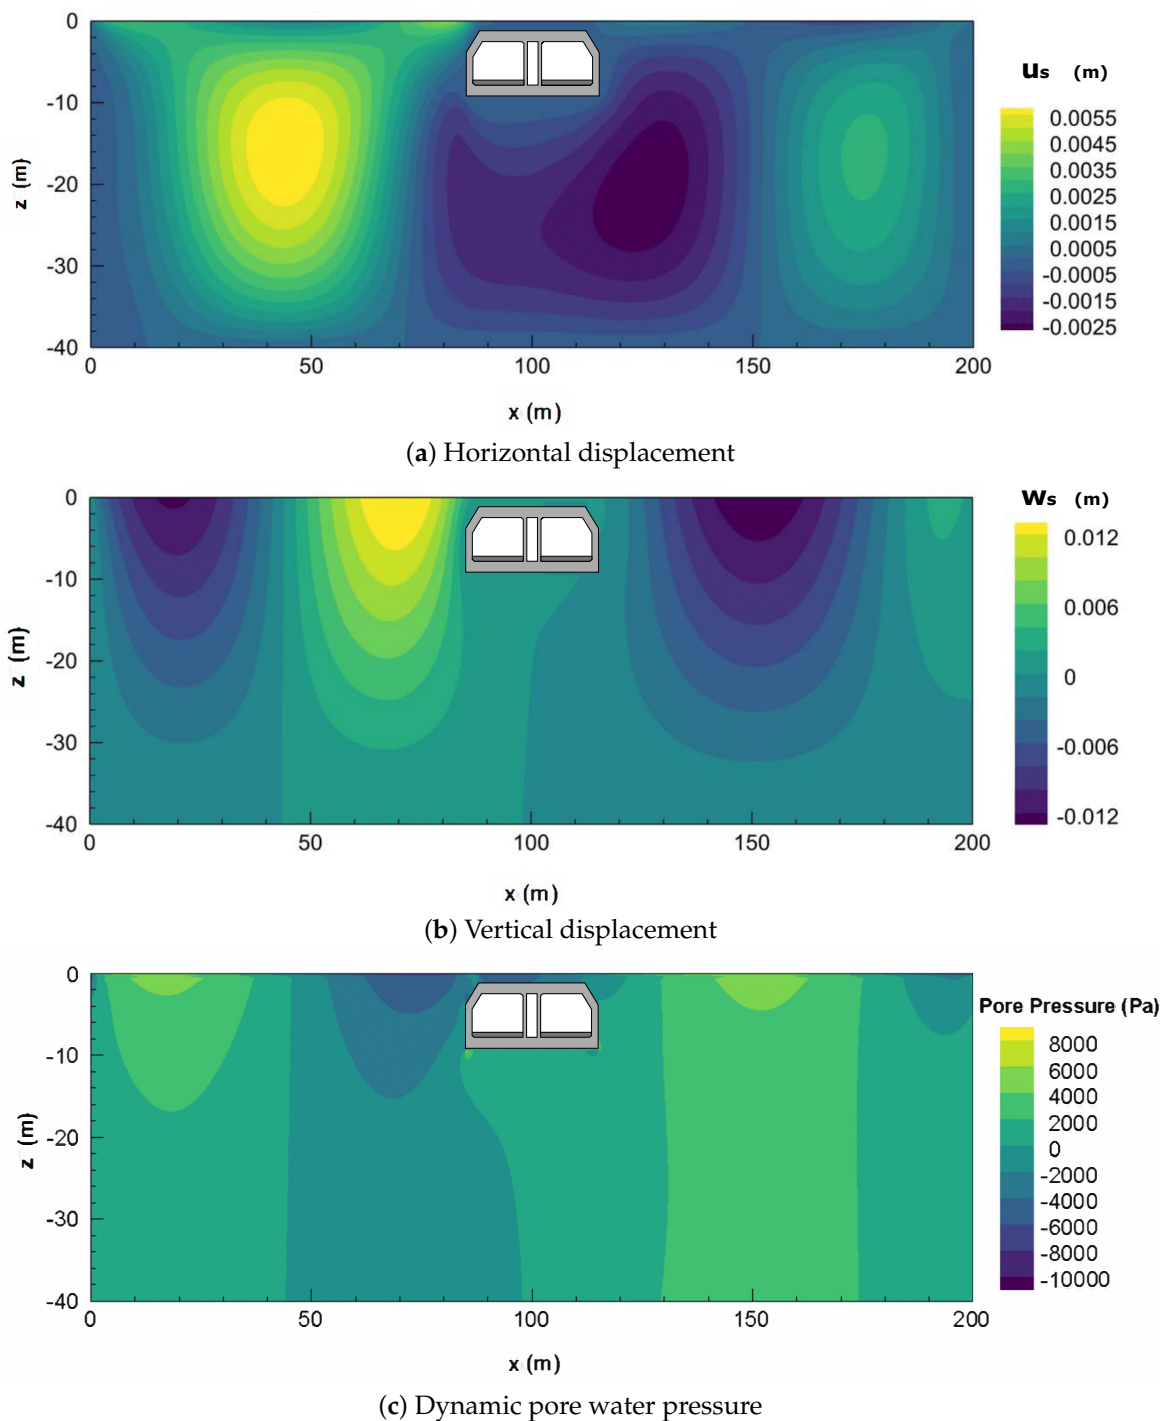 0
-10
-20
-30
-40
z (m)
0 50 100 150 200
x (m)
us (m)
0.0055
0.0045
0.0035
0.0025
0.0015
0.0005
-0.0005
-0.0015
-0.0025
(a) Horizontal displacement
0
-10
-20
-30
-40
z (m)
0 50 100 150 200
x (m)
ws (m)
0.012
0.006
0
-0.006
-0.012
(b) Vertical displacement
0
-10
-20
-30
-40
z (m)
0 50 100 150 200
x (m)
Pore Pressure (Pa)
8000
6000
4000
2000
0
-2000
-4000
-6000
-8000
-10000
(c) Dynamic pore water pressure